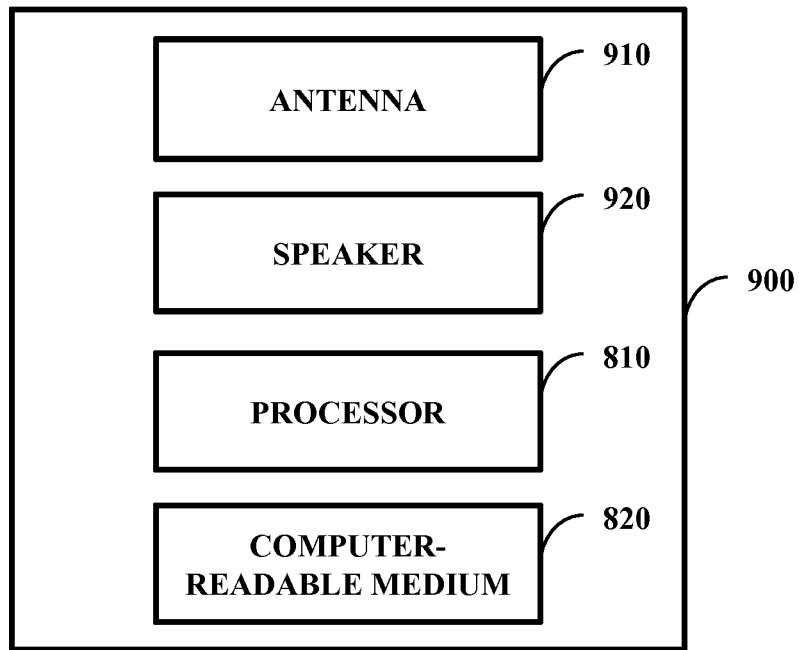 ANTENNA
910
SPEAKER
920
900
PROCESSOR
810
COMPUTER-
READABLE MEDIUM
820